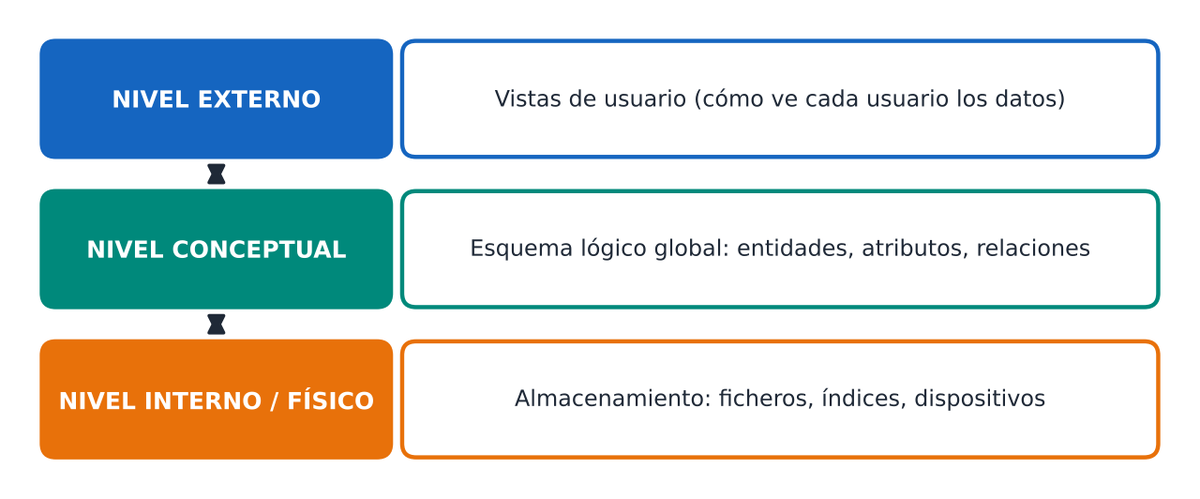 NIVEL EXTERNO
Vistas de usuario (cómo ve cada usuario los datos)
NIVEL CONCEPTUAL
Esquema lógico global: entidades, atributos, relaciones
NIVEL INTERNO / FÍSICO
Almacenamiento: ficheros, índices, dispositivos